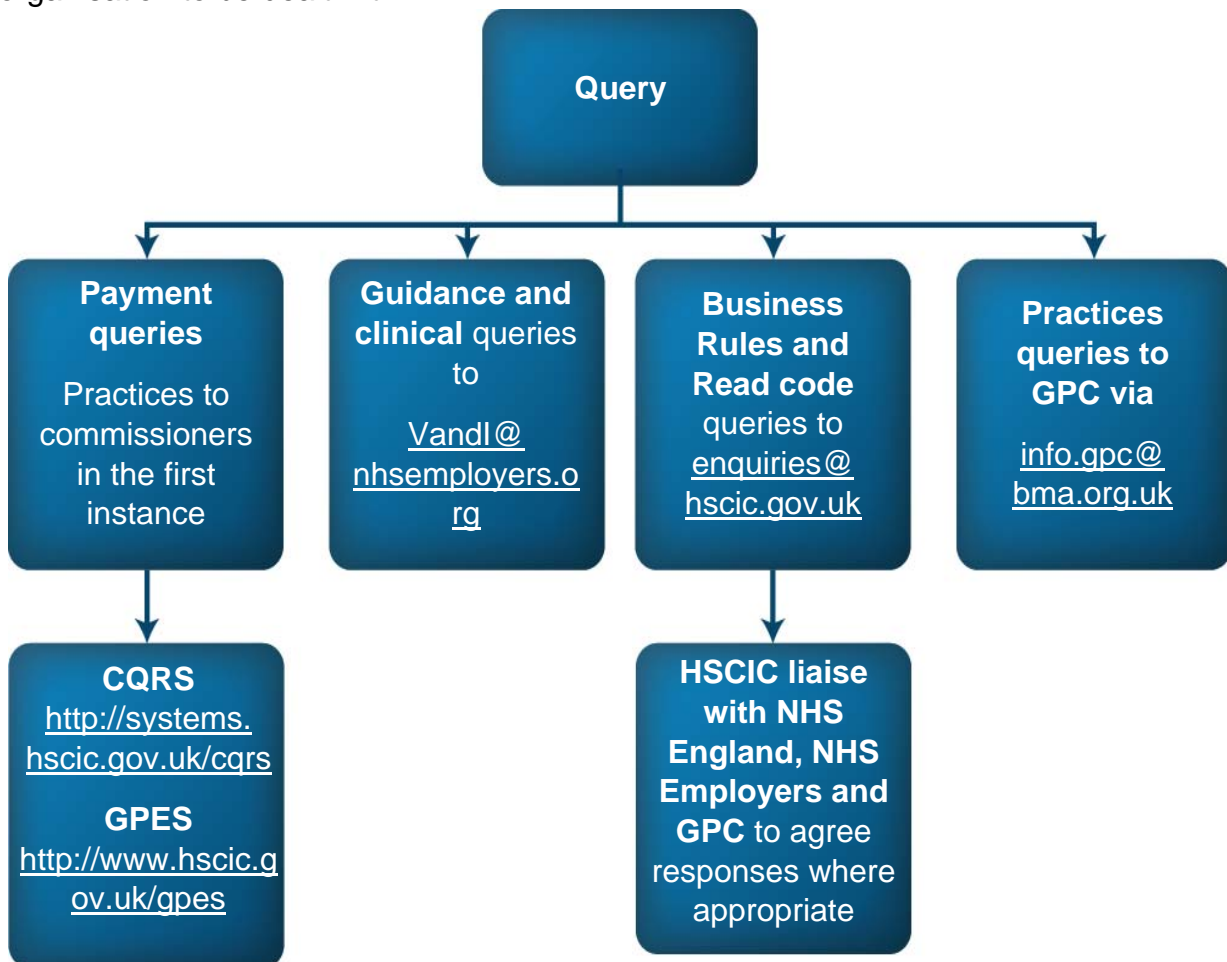 Query
Payment
queries
Practices to
commissioners
in the first
instance
Guidance and
clinical queries
to
VandI@
nhsemployers.o
rg
Business
Rules and
Read code
queries to
enquiries@
hscic.gov.uk
Practices
queries to
GPC via
info.gpc@
bma.org.uk
CQRS
http://systems.
hscic.gov.uk/cqrs
GPES
http://www.hscic.g
ov.uk/gpes
HSCIC liaise
with NHS
England, NHS
Employers and
GPC to agree
responses where
appropriate